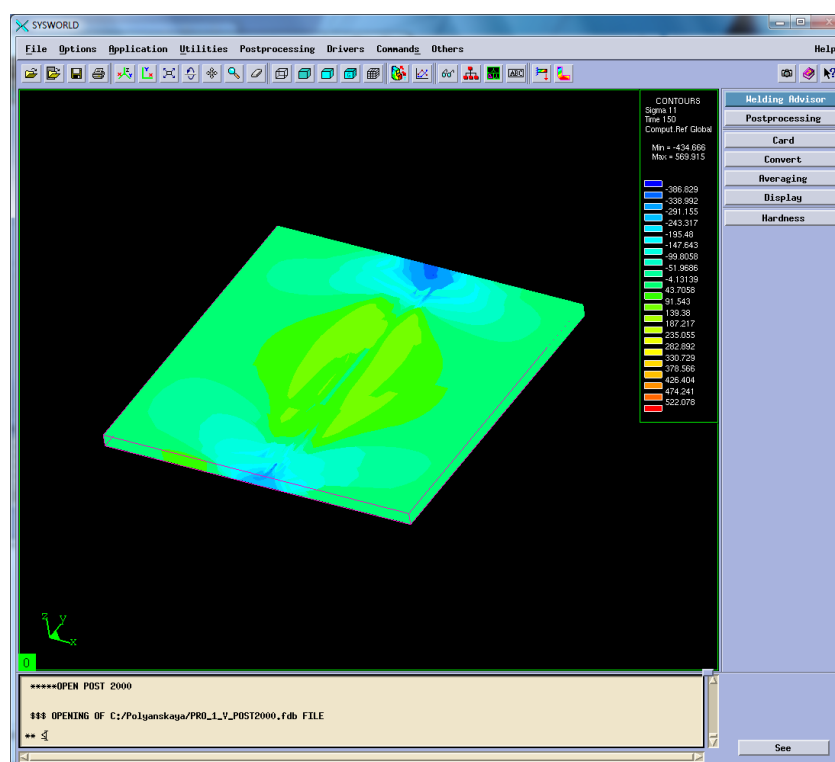 SYSWORLD
File Options Application Utilities Postprocessing Drivers Commands Others Help
ABC
CONTOURS
Sigma 11
Time 150
Comput.Ref Global
Min = -434.666
Max = 569.915
-386.829
-338.992
-291.155
-243.317
-195.48
-147.643
-99.8058
-51.9686
-4.13139
43.7058
91.543
139.38
187.217
235.055
282.892
330.729
378.566
426.404
474.241
522.078
Welding Advisor
Postprocessing
Card
Convert
Averaging
Display
Hardness
z y
x
0
*****OPEN POST 2000
$$$ OPENING OF C:/Polyanskaya/PRO_1_V_POST2000.fdb FILE
**
See